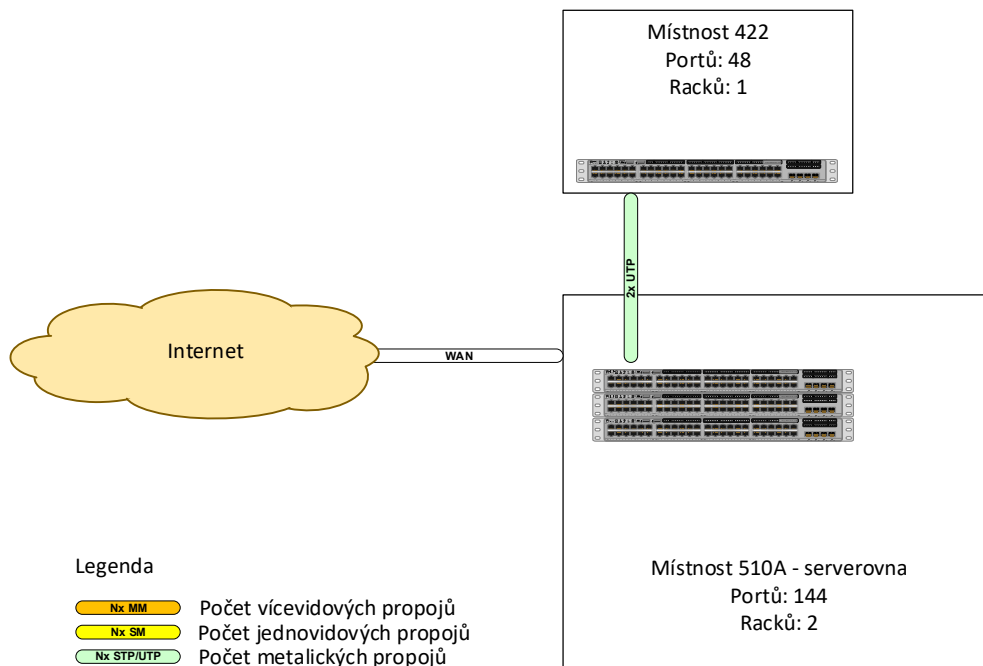 Místnost 422
Portů: 48
Racků: 1
2x UTP
Internet
WAN
Místnost 510A - serverovna
Portů: 144
Racků: 2
Legenda
Nx MM Počet vícevidových propojů
Nx SM Počet jednovidových propojů
Nx STP/UTP Počet metalických propojů